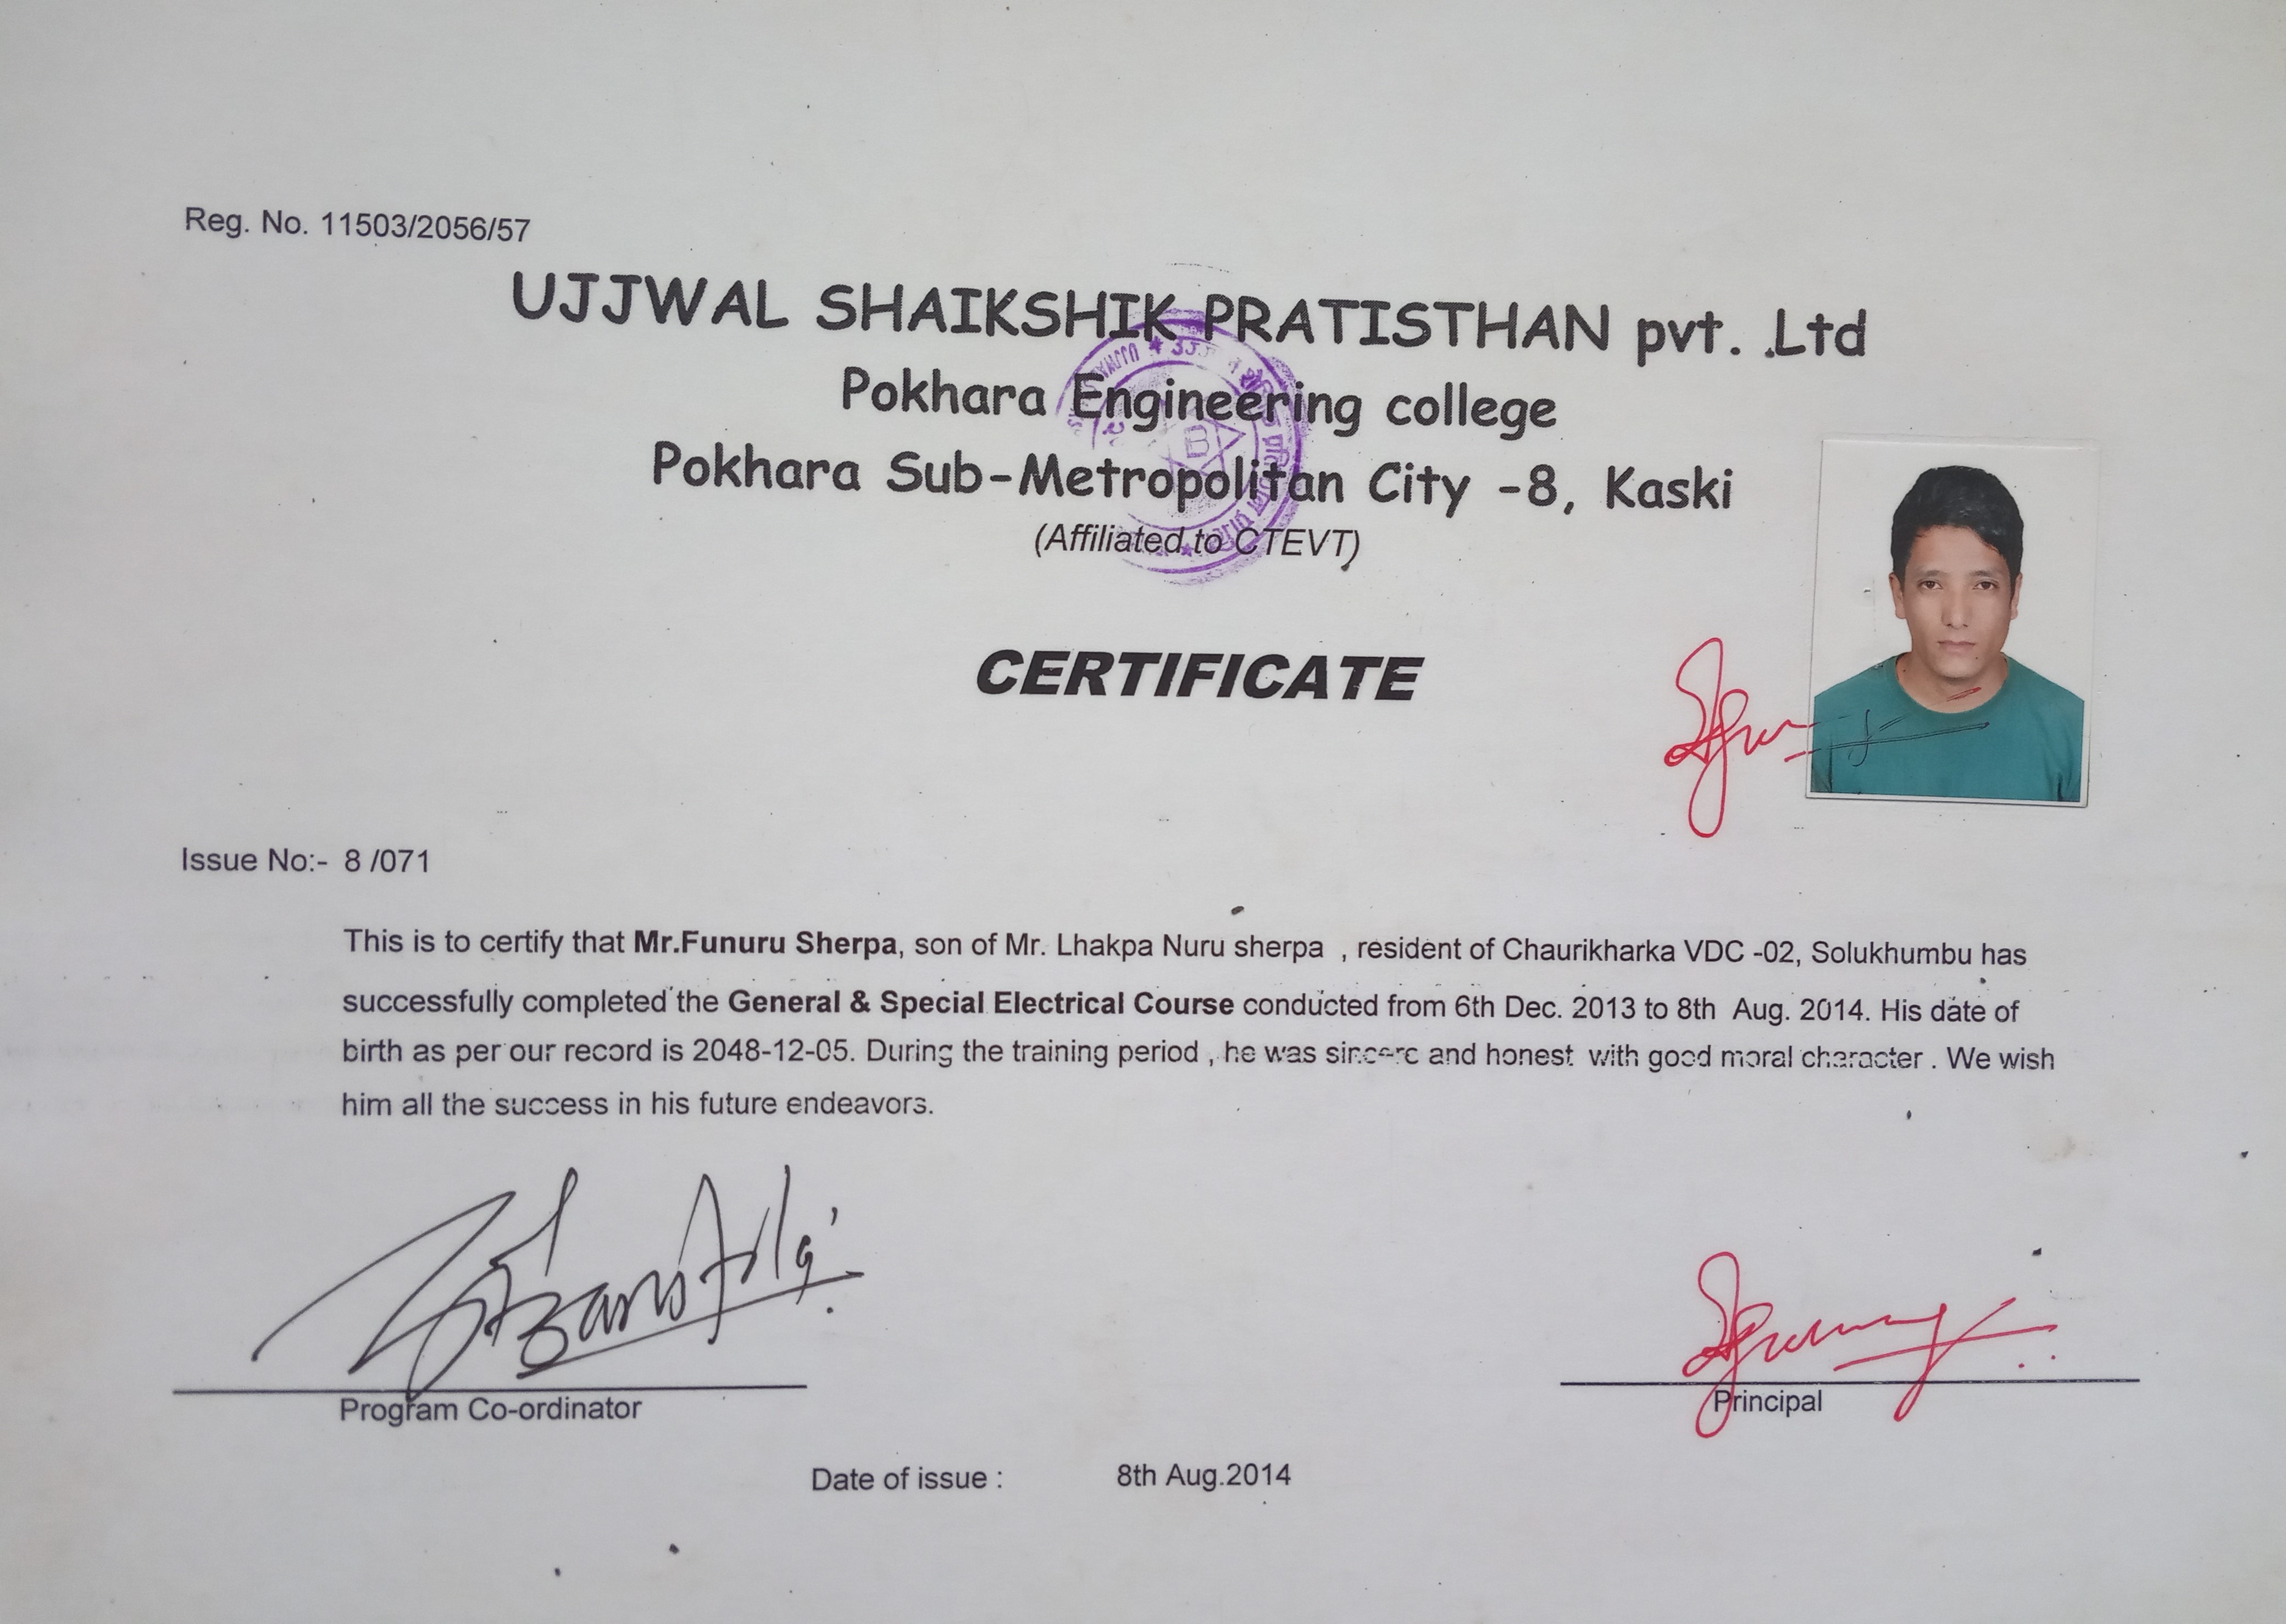 Reg. No. 11503/2056/57
UJJWAL SHAIKSHIK PRATISTHAN pvt. .Ltd
Pokhara Engineering college
Pokhara Sub-Metropolitan City -8, Kaski
(Affiliated to CTEVT)
CERTIFICATE
Issue No:- 8 /071
This is to certify that Mr.Funuru Sherpa, son of Mr. Lhakpa Nuru sherpa , resident of Chaurikharka VDC -02, Solukhumbu has
successfully completed the General & Special Electrical Course conducted from 6th Dec. 2013 to 8th Aug. 2014. His date of
birth as per our record is 2048-12-05. During the training period , he was sincere and honest with good moral character . We wish
him all the success in his future endeavors.
Program Co-ordinator
Principal
Date of issue : 8th Aug.2014